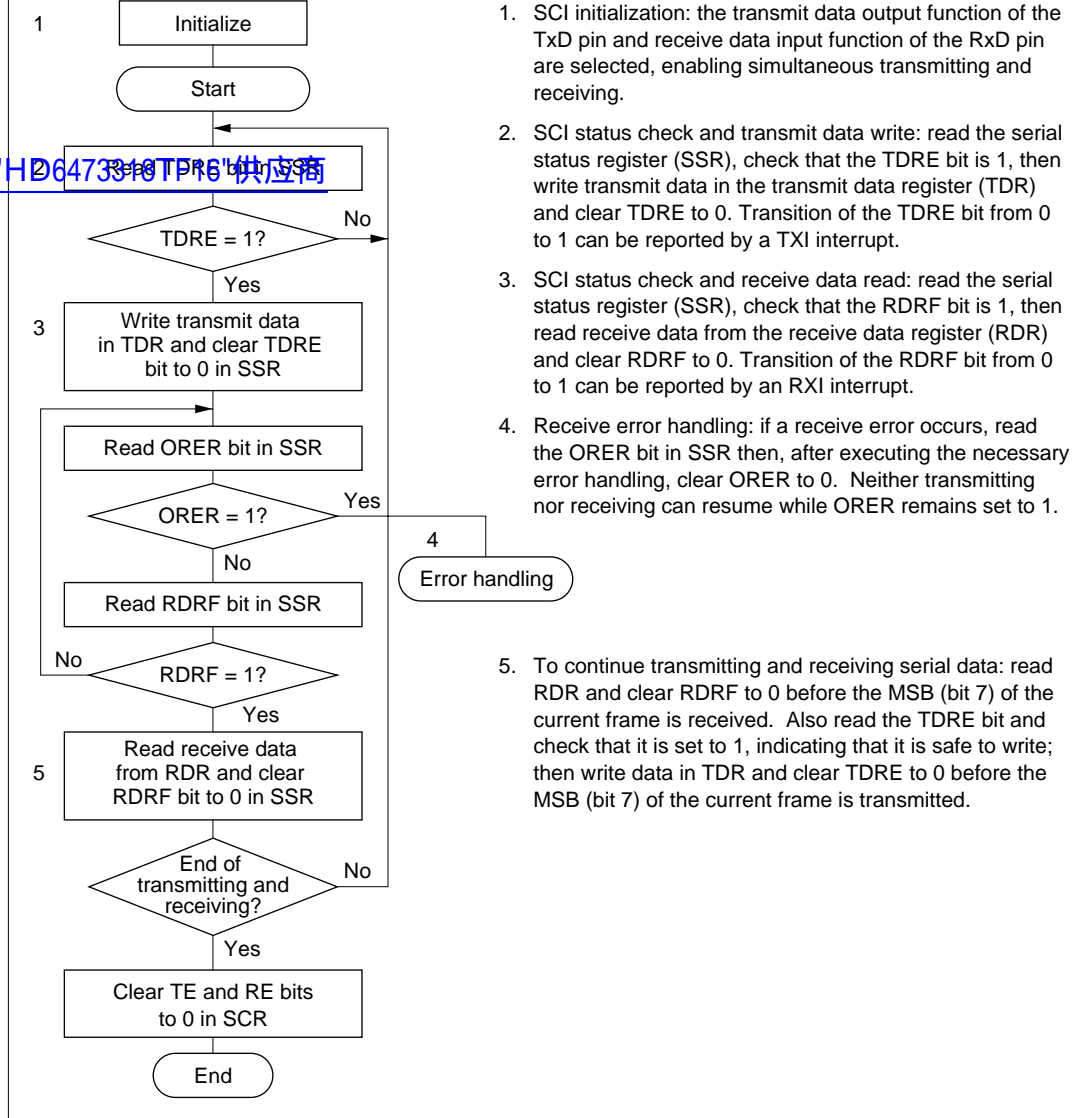 1
Initialize
Start
2
Read TDRE bit in SSR
供应商
TDRE = 1?
No
Yes
3
Write transmit data
in TDR and clear TDRE
bit to 0 in SSR
Read ORER bit in SSR
ORER = 1?
Yes
4
Error handling
No
Read RDRF bit in SSR
RDRF = 1?
No
Yes
5
Read receive data
from RDR and clear
RDRF bit to 0 in SSR
End of
transmitting and
receiving?
No
Yes
Clear TE and RE bits
to 0 in SCR
End
1. SCI initialization: the transmit data output function of the
TxD pin and receive data input function of the RxD pin
are selected, enabling simultaneous transmitting and
receiving.
2. SCI status check and transmit data write: read the serial
status register (SSR), check that the TDRE bit is 1, then
write transmit data in the transmit data register (TDR)
and clear TDRE to 0. Transition of the TDRE bit from 0
to 1 can be reported by a TXI interrupt.
3. SCI status check and receive data read: read the serial
status register (SSR), check that the RDRF bit is 1, then
read receive data from the receive data register (RDR)
and clear RDRF to 0. Transition of the RDRF bit from 0
to 1 can be reported by an RXI interrupt.
4. Receive error handling: if a receive error occurs, read
the ORER bit in SSR then, after executing the necessary
error handling, clear ORER to 0. Neither transmitting
nor receiving can resume while ORER remains set to 1.
5. To continue transmitting and receiving serial data: read
RDR and clear RDRF to 0 before the MSB (bit 7) of the
current frame is received. Also read the TDRE bit and
check that it is set to 1, indicating that it is safe to write;
then write data in TDR and clear TDRE to 0 before the
MSB (bit 7) of the current frame is transmitted.